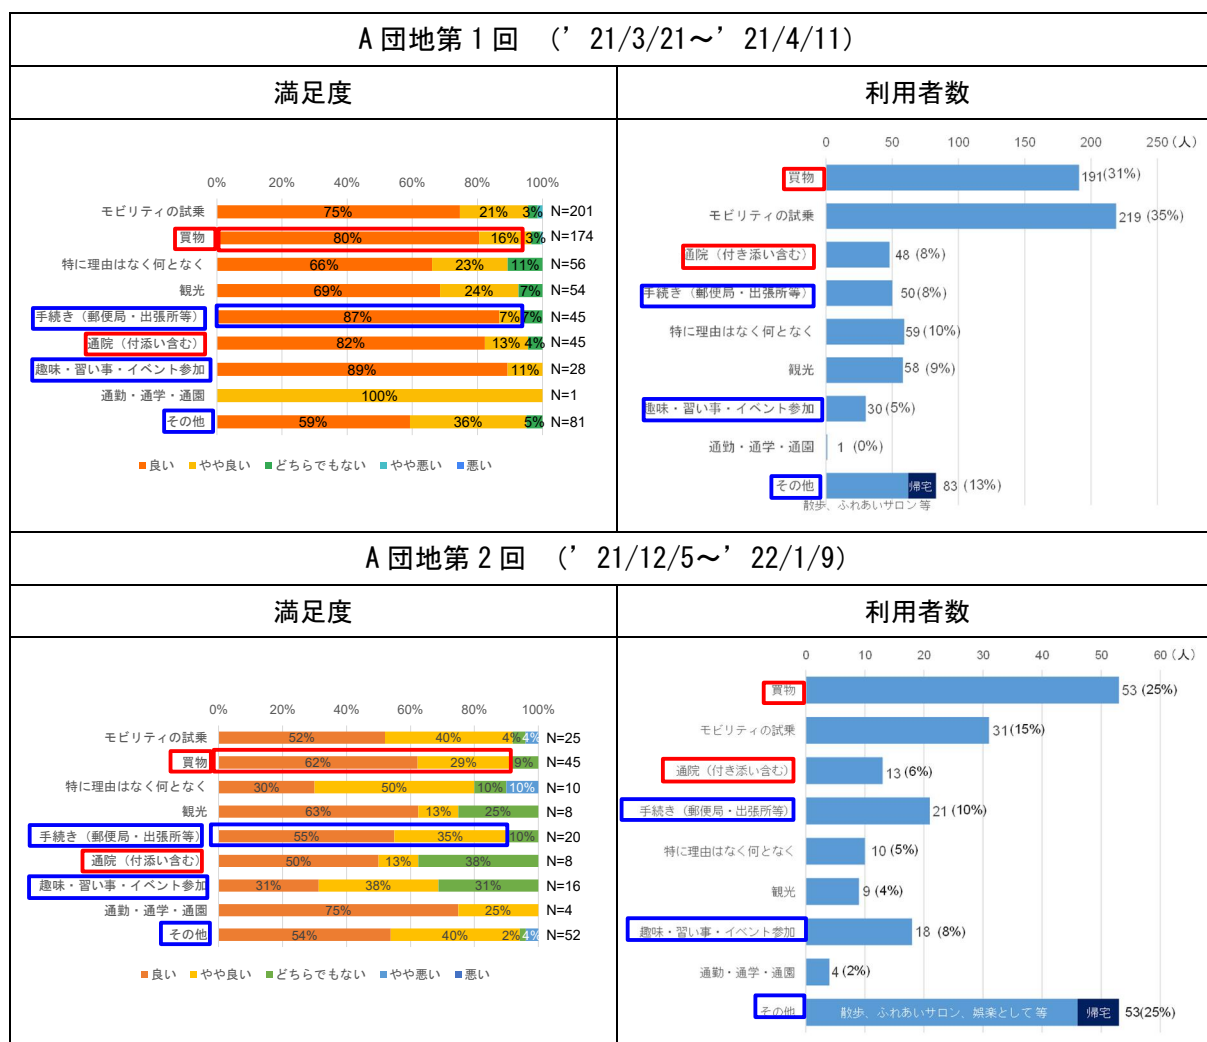 A団地第1回 （’21/3/21～’21/4/11）
満足度
利用者数
0% 20% 40% 60% 80% 100%
モビリティの試乗 75% 21% 3% N=201
買物 80% 16% 3% N=174
特に理由はなく何となく 66% 23% 11% N=56
観光 69% 24% 7% N=54
手続き（郵便局・出張所等） 87% 7% 7% N=45
通院（付添い含む） 82% 13% 4% N=45
趣味・習い事・イベント参加 89% 11% N=28
通勤・通学・通園 100% N=1
その他 59% 36% 5% N=81
良い やや良い どちらでもない やや悪い 悪い
0 50 100 150 200 250（人）
買物 191(31%)
モビリティの試乗 219 (35%)
通院（付き添い含む） 48 (8%)
手続き（郵便局・出張所等） 50(8%)
特に理由はなく何となく 59(10%)
観光 58 (9%)
趣味・習い事・イベント参加 30(5%)
通勤・通学・通園 1 (0%)
その他 帰宅 83 (13%)
散歩、ふれあいサロン等
A団地第2回 （’21/12/5～’22/1/9）
満足度
利用者数
0% 20% 40% 60% 80% 100%
モビリティの試乗 52% 40% 4% 4% N=25
買物 62% 29% 9% N=45
特に理由はなく何となく 30% 50% 10% 10% N=10
観光 63% 13% 25% N=8
手続き（郵便局・出張所等） 55% 35% 10% N=20
通院（付添い含む） 50% 13% 38% N=8
趣味・習い事・イベント参加 31% 38% 31% N=16
通勤・通学・通園 75% 25% N=4
その他 54% 40% 2% 4% N=52
良い やや良い どちらでもない やや悪い 悪い
0 10 20 30 40 50 60（人）
買物 53 (25%)
モビリティの試乗 31(15%)
通院（付き添い含む） 13 (6%)
手続き（郵便局・出張所等） 21 (10%)
特に理由はなく何となく 10 (5%)
観光 9 (4%)
趣味・習い事・イベント参加 18 (8%)
通勤・通学・通園 4 (2%)
その他 散歩、ふれあいサロン、娯楽として 等 帰宅 53(25%)